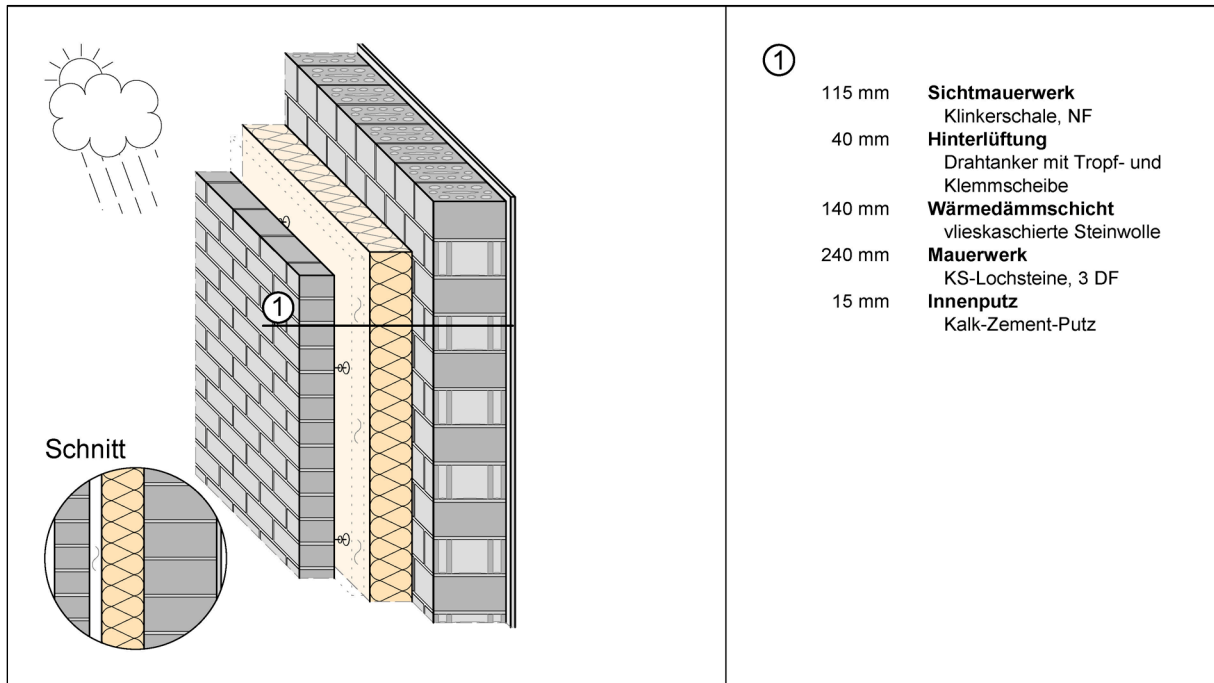 1
Schnitt
1
115 mm Sichtmauerwerk
Klinkerschale, NF
40 mm Hinterlüftung
Drahtanker mit Tropf- und
Klemmscheibe
140 mm Wärmedämmschicht
vlieskaschierte Steinwolle
240 mm Mauerwerk
KS-Lochsteine, 3 DF
15 mm Innenputz
Kalk-Zement-Putz